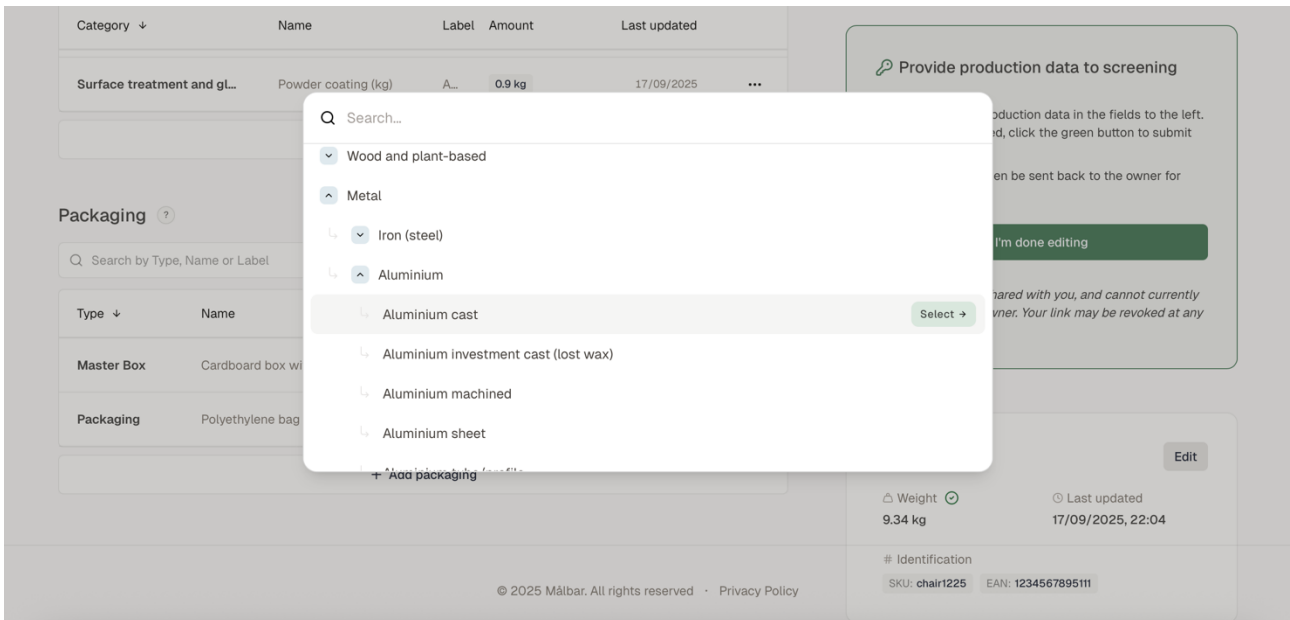 Category ↓ Name Label Amount Last updated
Surface treatment and gl... Powder coating (kg) A... 0.9 kg 17/09/2025 ...
Provide production data to screening
oduction data in the fields to the left.
ed, click the green button to submit
en be sent back to the owner for
I'm done editing
hared with you, and cannot currently
wner. Your link may be revoked at any
Search...
Wood and plant-based
Metal
Iron (steel)
Aluminium
Aluminium cast Select →
Aluminium investment cast (lost wax)
Aluminium machined
Aluminium sheet
Aluminium tube/profile
Packaging ?
Search by Type, Name or Label
Type ↓ Name
Master Box Cardboard box wi
Packaging Polyethylene bag
+ Add packaging
Edit
Weight Last updated
9.34 kg 17/09/2025, 22:04
# Identification
SKU: chair1225 EAN: 1234567895111
© 2025 Målbar. All rights reserved · Privacy Policy